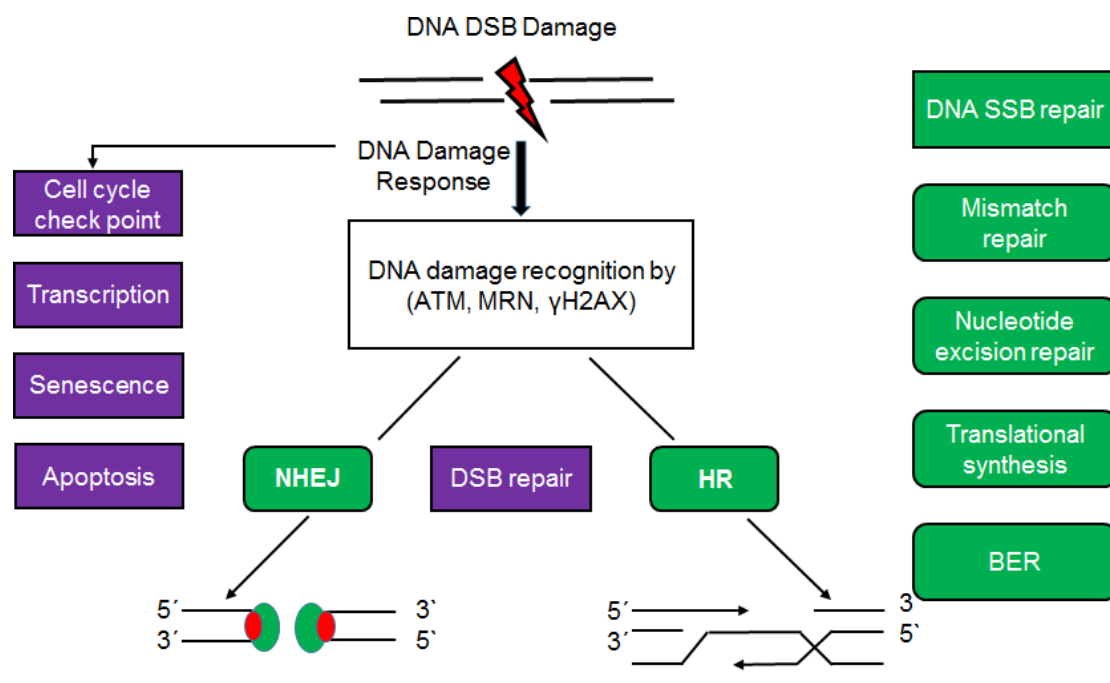 DNA DSB Damage
DNA Damage
Response
Cell cycle
check point
Transcription
Senescence
Apoptosis
DNA damage recognition by
(ATM, MRN, γH2AX)
NHEJ
DSB repair
HR
5´
3´
3`
5`
5´
3´
3`
5`
DNA SSB repair
Mismatch
repair
Nucleotide
excision repair
Translational
synthesis
BER